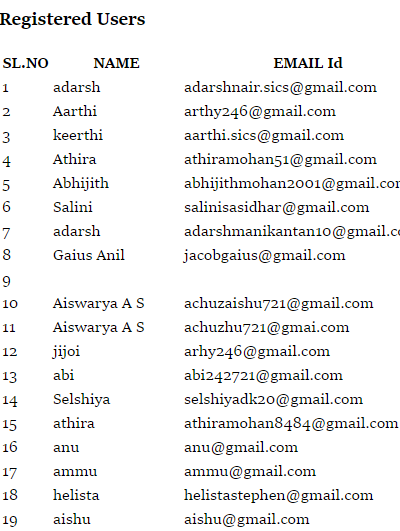 Registered Users
SL.NO NAME EMAIL Id
1 adarsh adarshnair.sics@gmail.com
2 Aarthi arthy246@gmail.com
3 keerthi aarthi.sics@gmail.com
4 Athira athiramohan51@gmail.com
5 Abhijith abhijithmohan2001@gmail.co
6 Salini salinisasidhar@gmail.com
7 adarsh adarshmanikantan10@gmail.c
8 Gaius Anil jacobgaius@gmail.com
9
10 Aiswarya A S achuzaishu721@gmail.com
11 Aiswarya A S achuzhu721@gmai.com
12 jijoi arhy246@gmail.com
13 abi abi242721@gmail.com
14 Selshiya selshiyadk20@gmail.com
15 athira athiramohan8484@gmail.com
16 anu anu@gmail.com
17 ammu ammu@gmail.com
18 helista helistastephen@gmail.com
19 aishu aishu@gmail.com